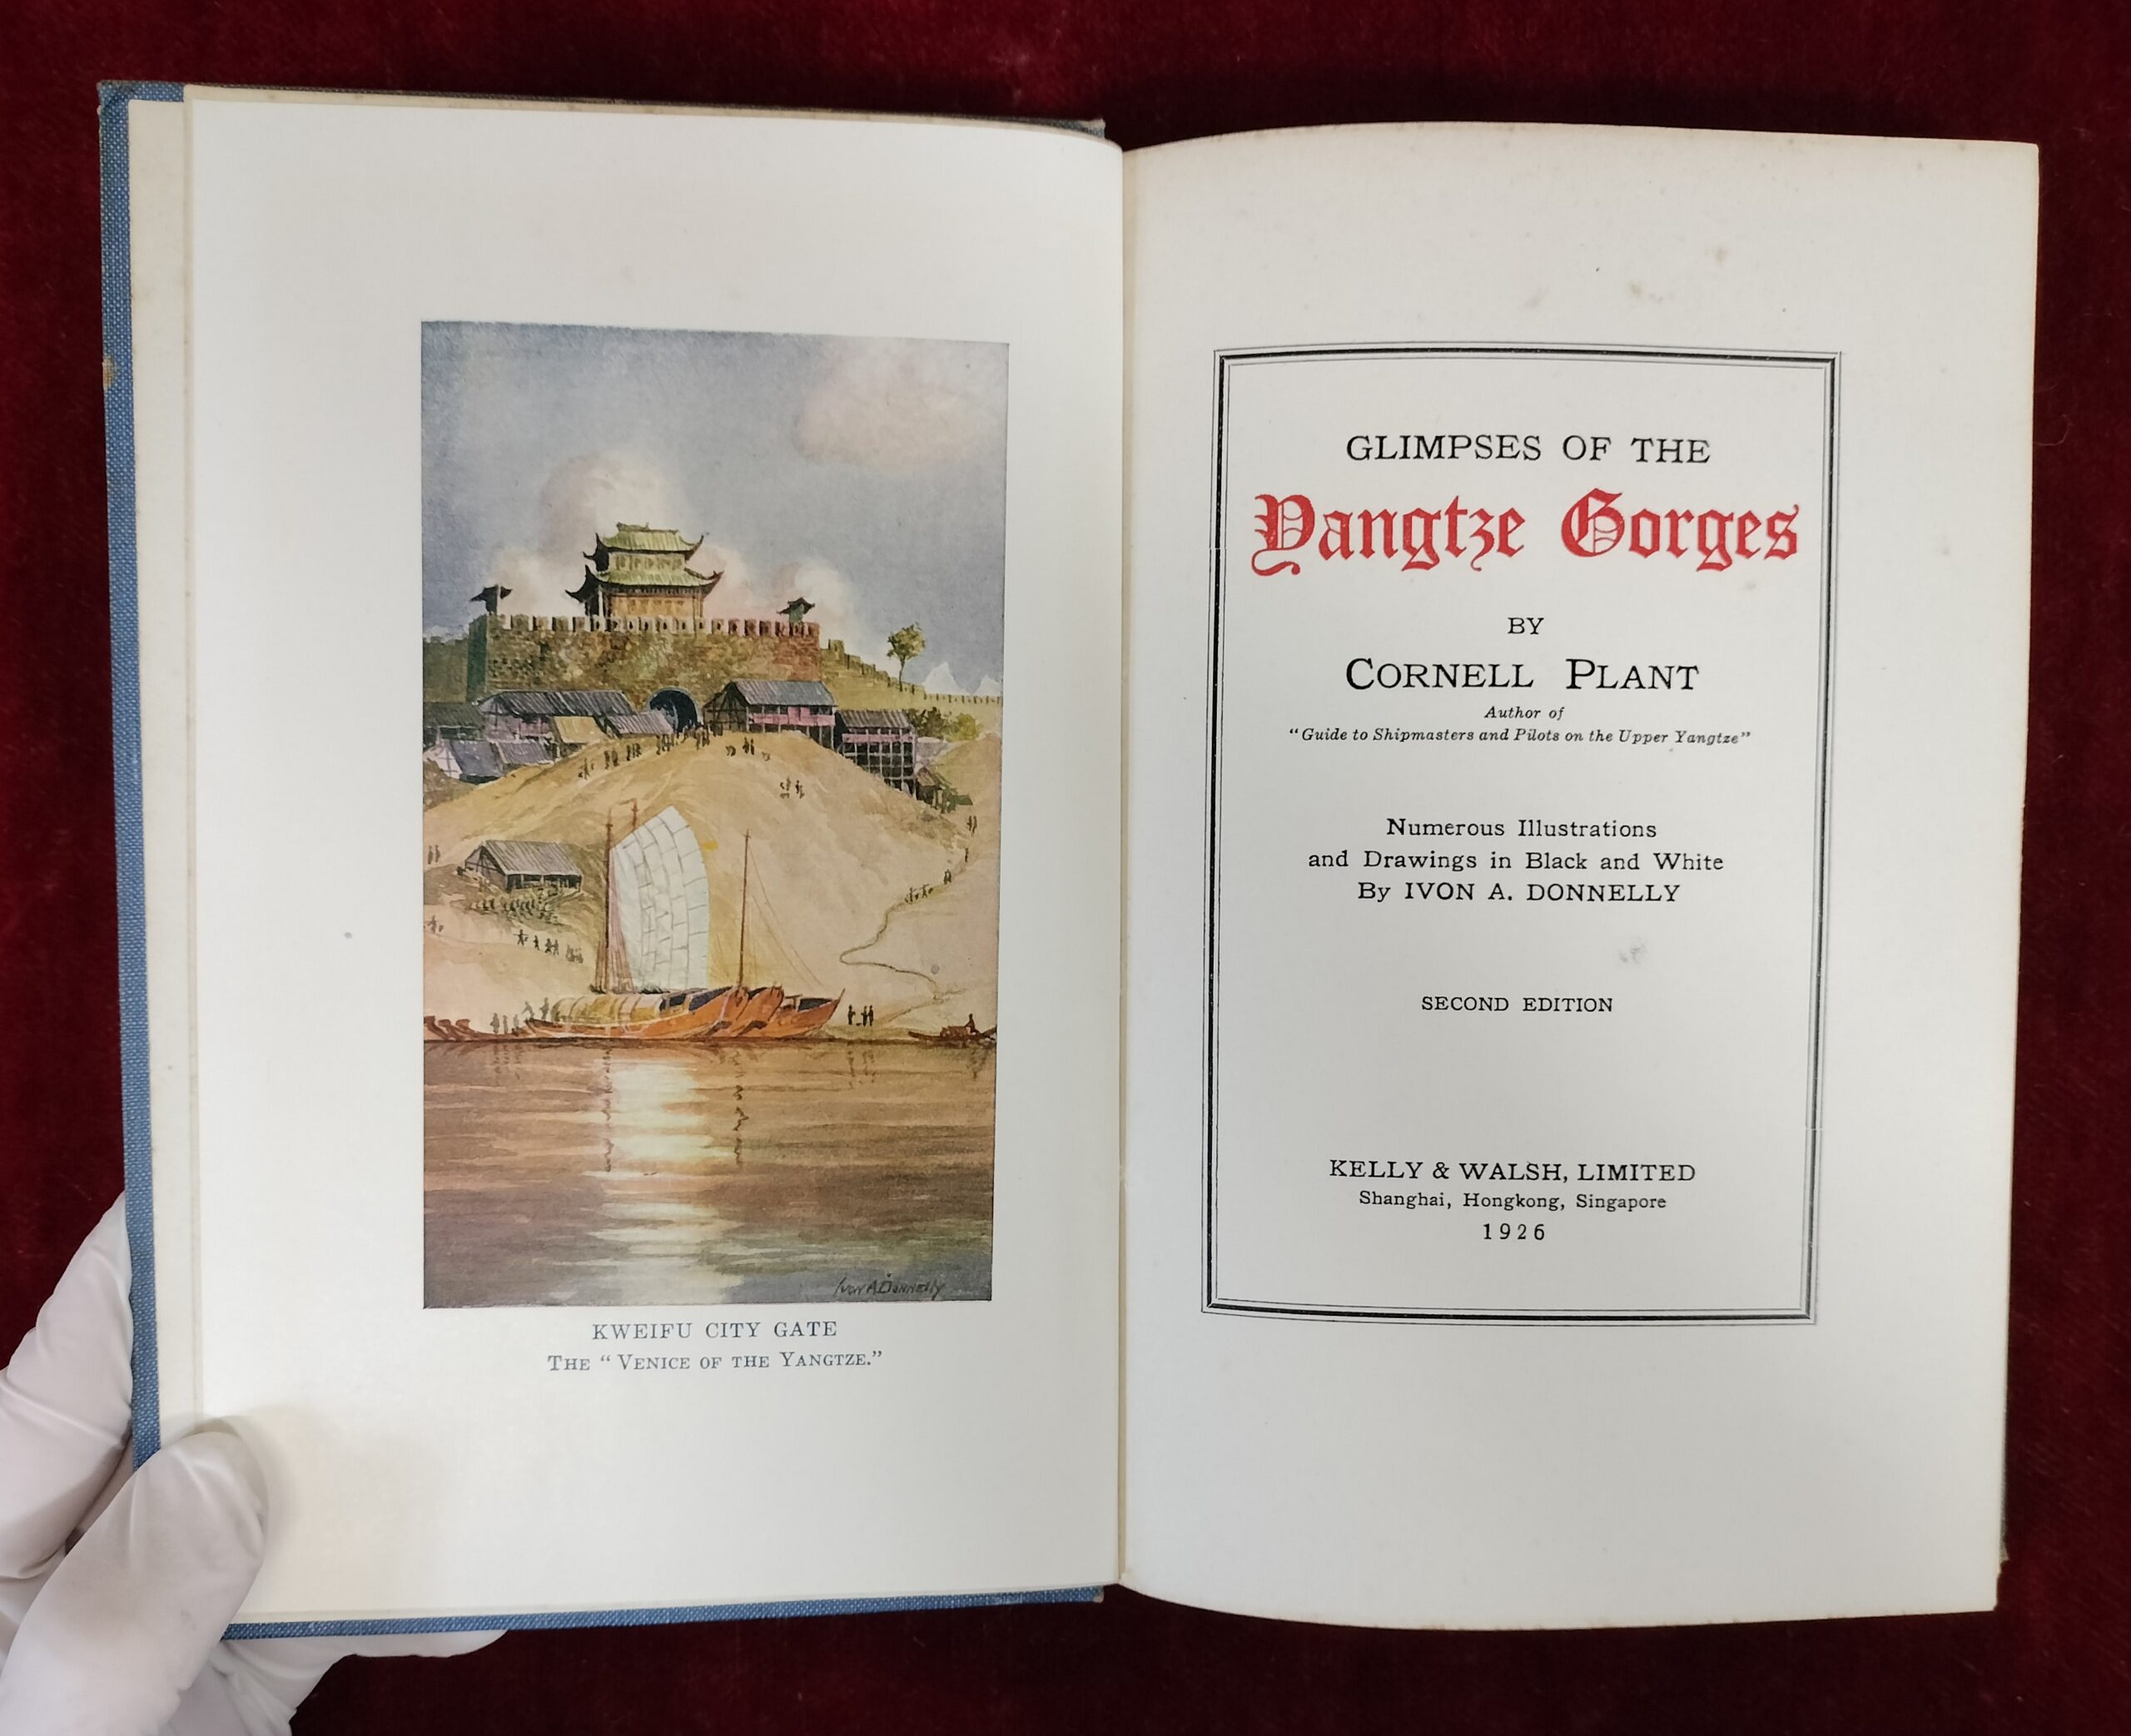 Ivon A Donnelly
KWEIFU CITY GATE
THE “ VENICE OF THE YANGTZE.”
GLIMPSES OF THE
Yangtze Gorges
BY
CORNELL PLANT
Author of
“Guide to Shipmasters and Pilots on the Upper Yangtze”
Numerous Illustrations
and Drawings in Black and White
By IVON A. DONNELLY
SECOND EDITION
KELLY & WALSH, LIMITED
Shanghai, Hongkong, Singapore
1926